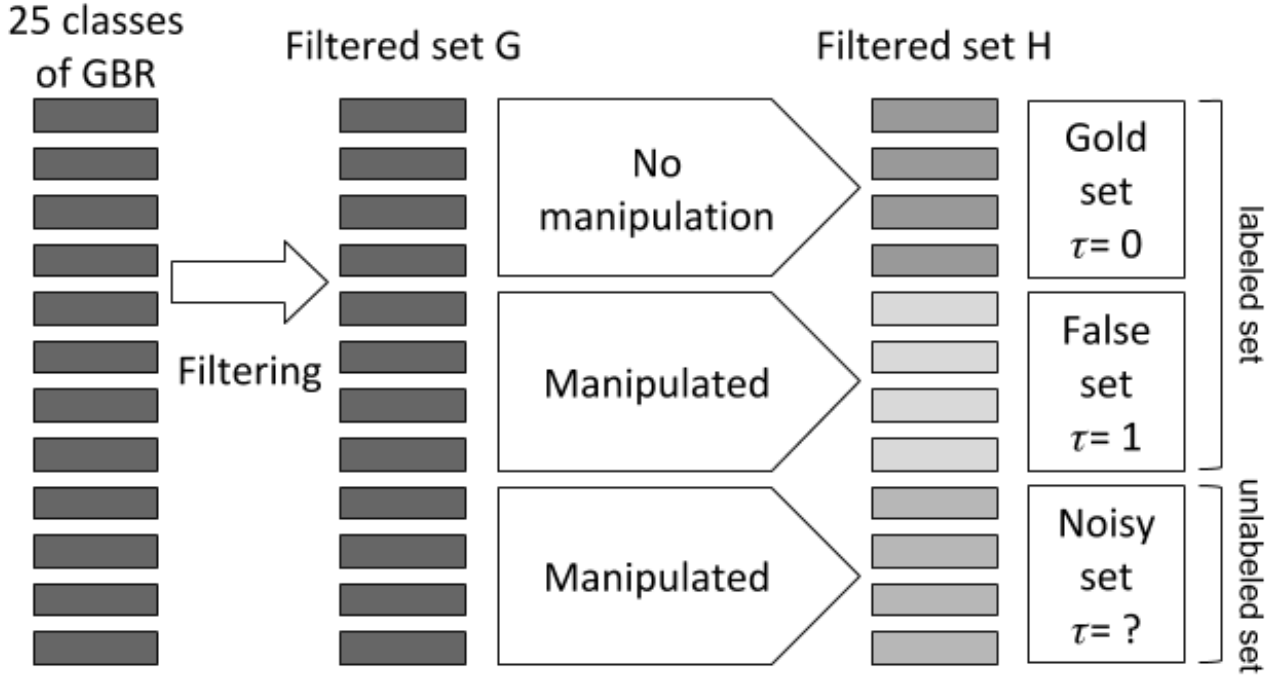 25 classes
of GBR
Filtered set G
Filtered set H
Filtering
No
manipulation
Manipulated
Manipulated
Gold
set
τ= 0
False
set
τ= 1
Noisy
set
τ= ?
labeled set
unlabeled set